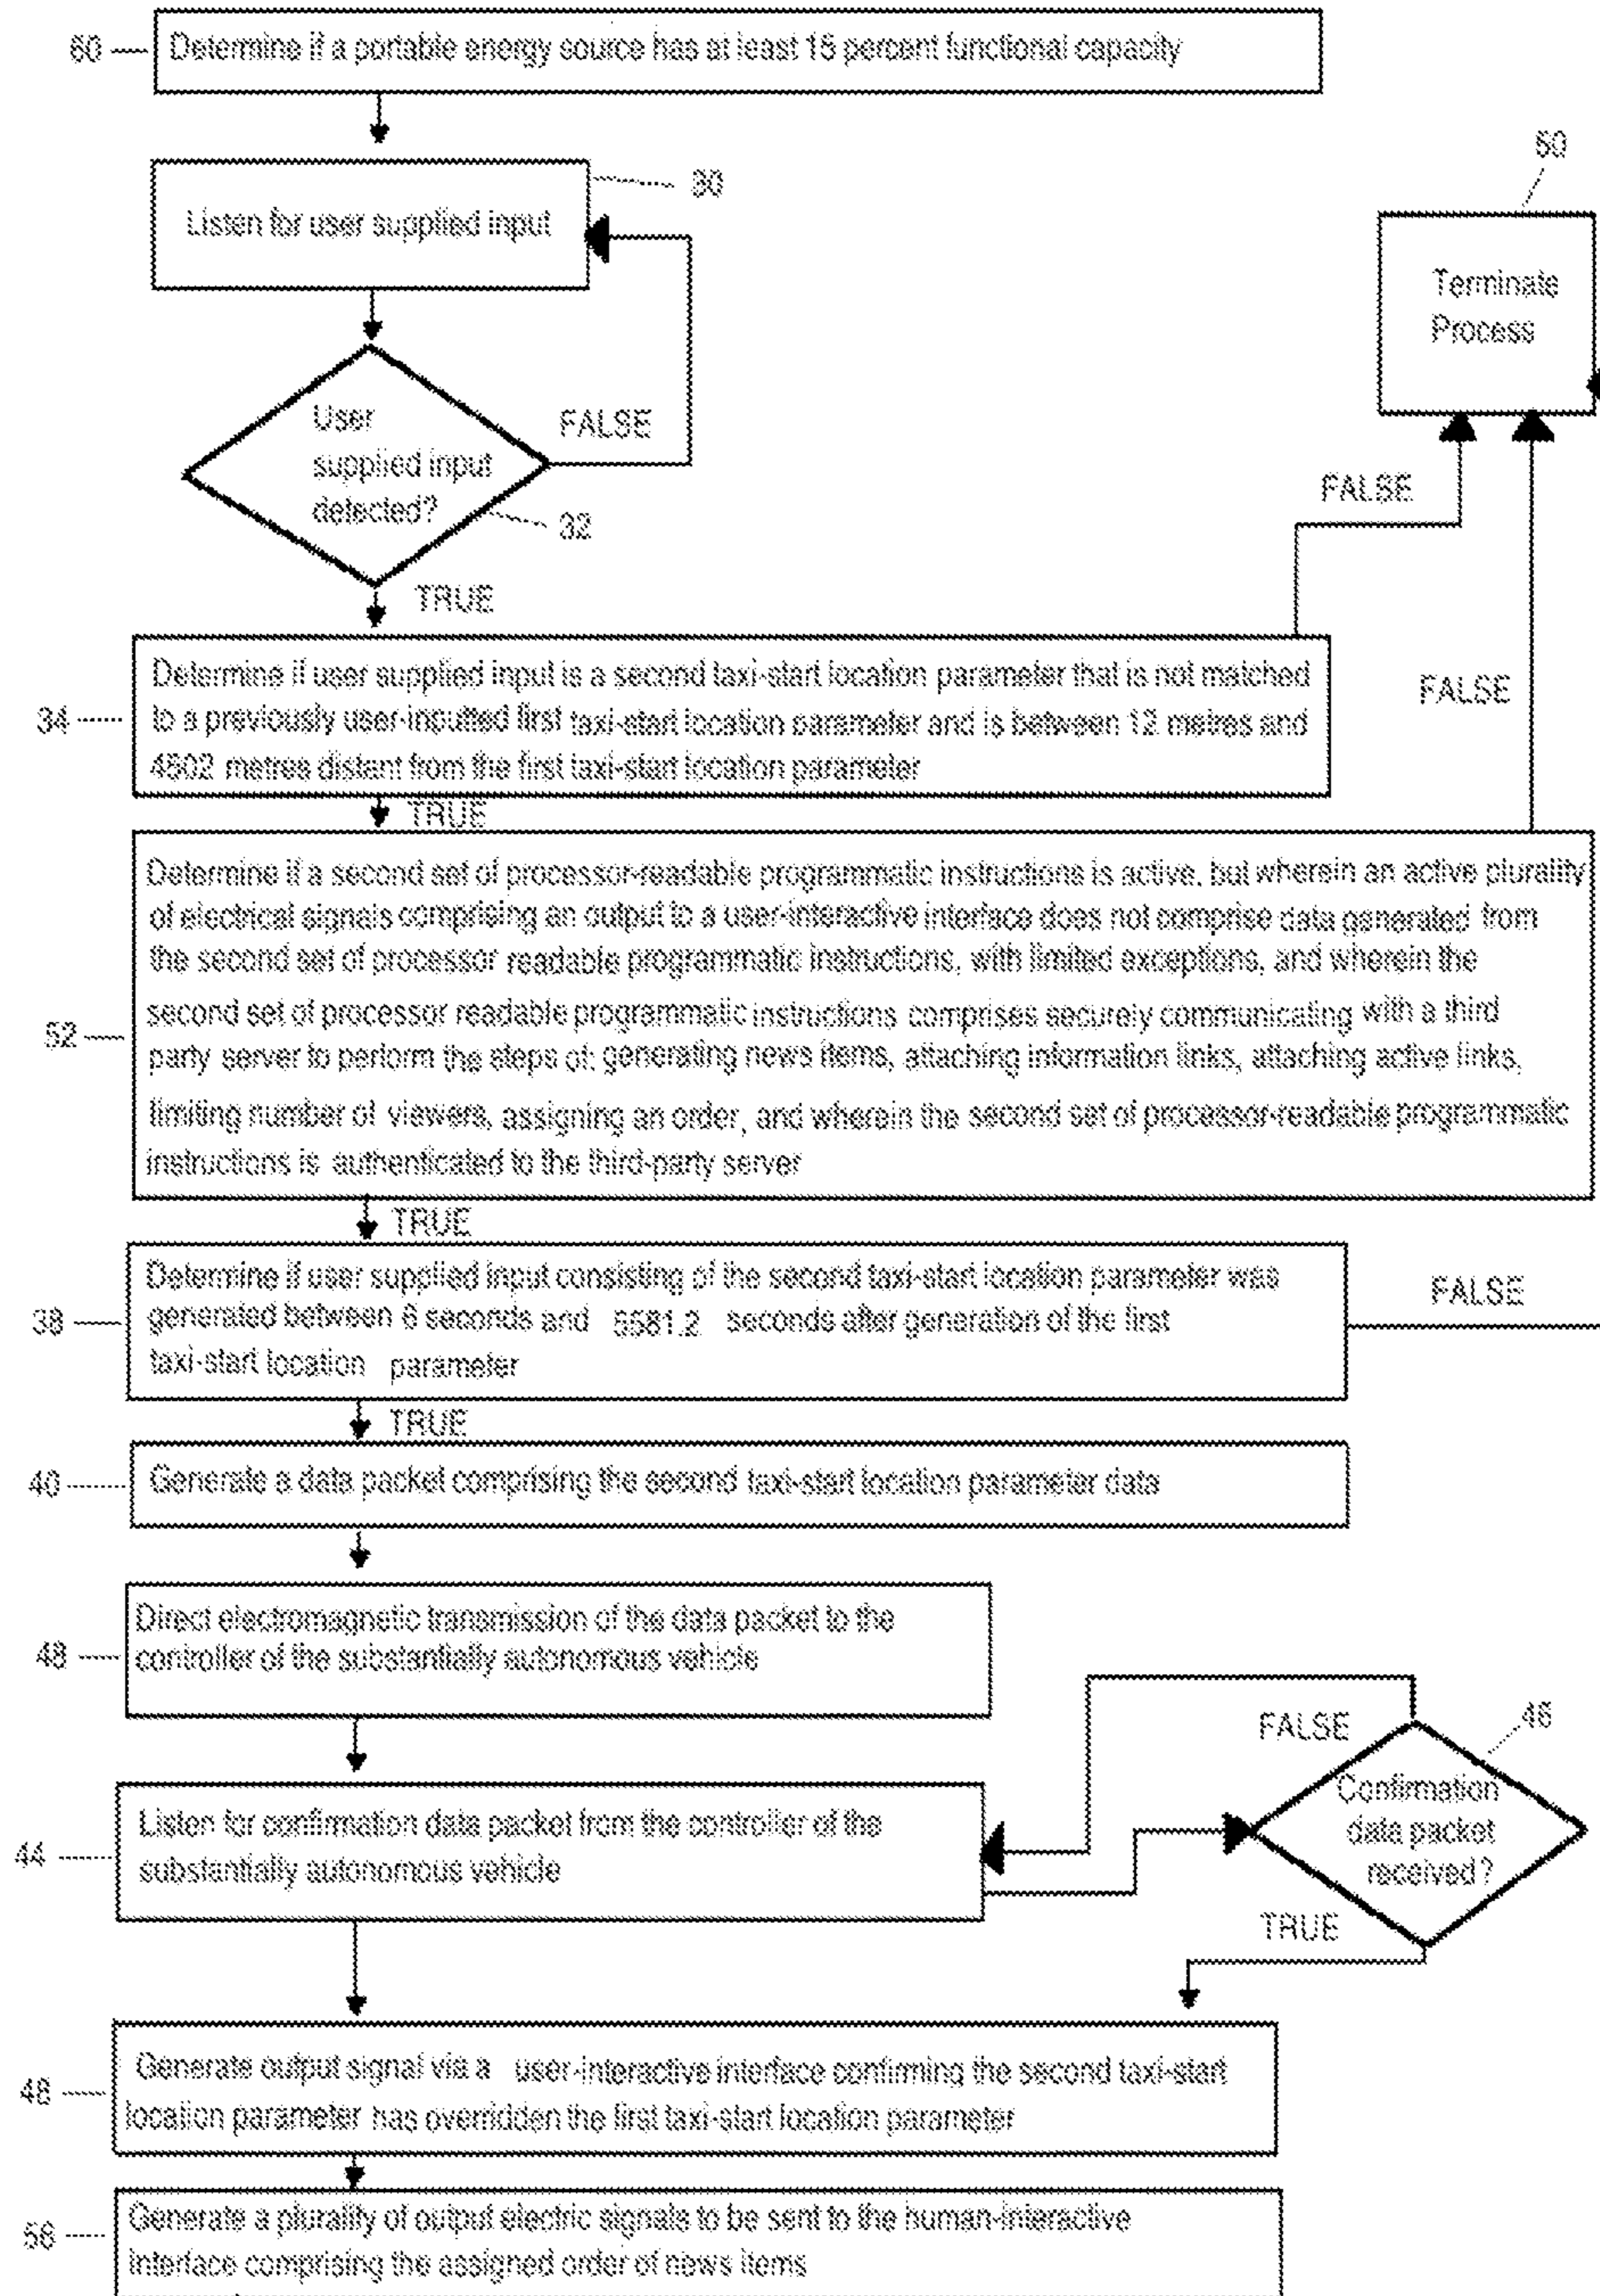 60
Determine if a portable energy source has at least 15 percent functional capacity
60
30
Listen for user supplied input
Terminate
Process
User
supplied input
detected?
FALSE
32
FALSE
TRUE
34
Determine if user supplied input is a second taxi-start location parameter that is not matched
to a previously user-inputted first taxi-start location parameter and is between 12 metres and
4502 metres distant from the first taxi-start location parameter
FALSE
TRUE
52
Determine if a second set of processor-readable programmatic instructions is active, but wherein an active plurality
of electrical signals comprising an output to a user-interactive interface does not comprise data generated from
the second set of processor readable programmatic instructions, with limited exceptions, and wherein the
second set of processor readable programmatic instructions comprises securely communicating with a third
party server to perform the steps of: generating news items, attaching information links, attaching active links,
limiting number of viewers, assigning an order, and wherein the second set of processor-readable programmatic
instructions is authenticated to the third-party server
TRUE
38
Determine if user supplied input consisting of the second taxi-start location parameter was
generated between 6 seconds and 5581.2 seconds after generation of the first
taxi-start location parameter
FALSE
TRUE
40
Generate a data packet comprising the second taxi-start location parameter data
48
Direct electromagnetic transmission of the data packet to the
controller of the substantially autonomous vehicle
46
FALSE
Confirmation
data packet
received?
44
Listen for confirmation data packet from the controller of the
substantially autonomous vehicle
TRUE
48
Generate output signal via a user-interactive interface confirming the second taxi-start
location parameter has overridden the first taxi-start location parameter
56
Generate a plurality of output electric signals to be sent to the human-interactive
interface comprising the assigned order of news items